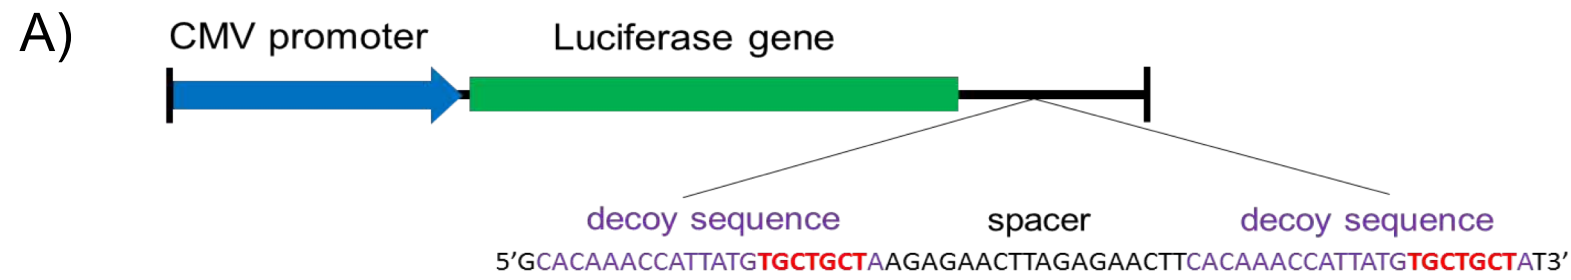 A)
CMV promoter Luciferase gene
decoy sequence spacer decoy sequence
5’GCACAAACCATTATGTGCTGCTAAGAGAACTTAGAGAACTTCACAAACCATTATGTGCTGCTAT3’